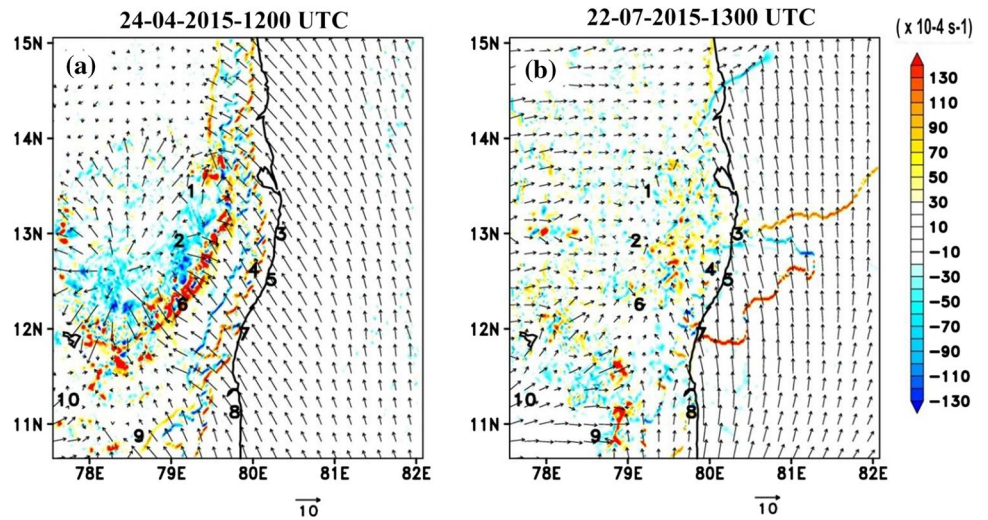 24-04-2015-1200 UTC
22-07-2015-1300 UTC
( x 10-4 s-1)
(a)
(b)
15N
14N
13N
12N
11N
78E
79E
80E
81E
82E
1
2
3
4
5
6
7
8
9
10
10
15N
14N
13N
12N
11N
78E
79E
80E
81E
82E
1
2
3
4
5
6
7
8
9
10
10
130
110
90
70
50
30
10
−10
−30
−50
−70
−90
−110
−130